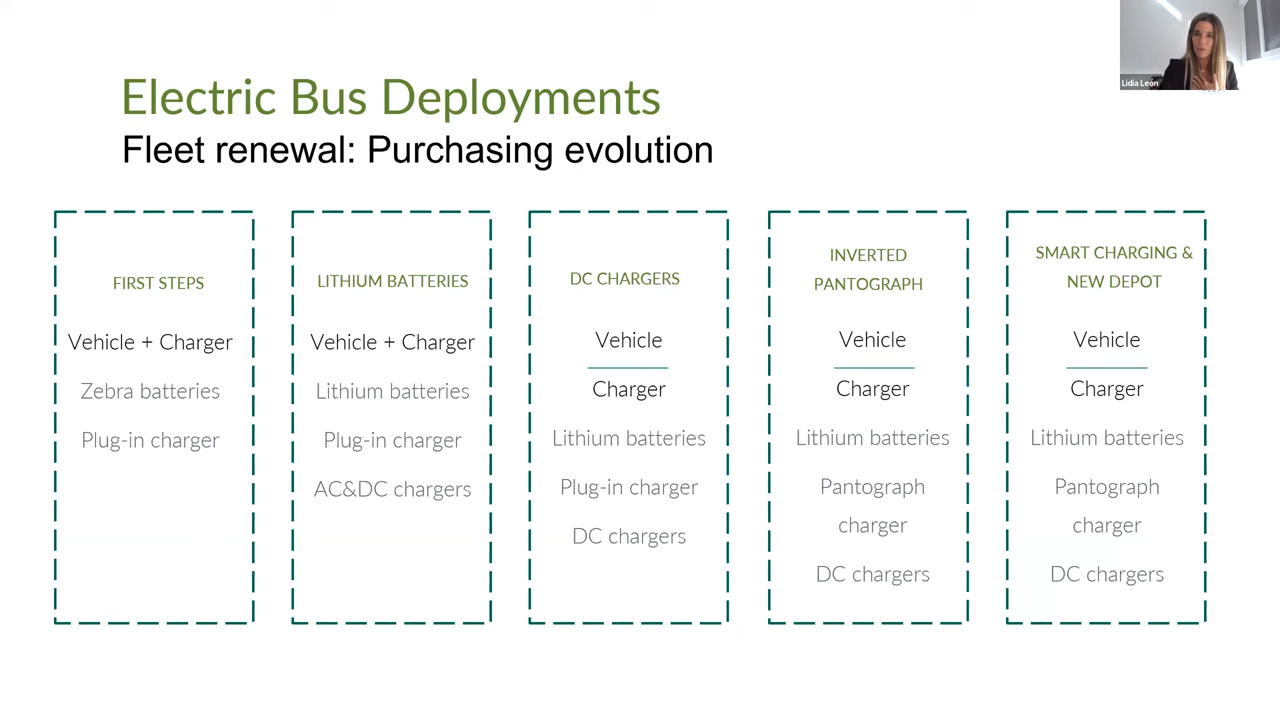 Lidia León
Electric Bus Deployments
Fleet renewal: Purchasing evolution
FIRST STEPS
Vehicle + Charger
Zebra batteries
Plug-in charger
LITHIUM BATTERIES
Vehicle + Charger
Lithium batteries
Plug-in charger
AC&DC chargers
DC CHARGERS
Vehicle
Charger
Lithium batteries
Plug-in charger
DC chargers
INVERTED
PANTOGRAPH
Vehicle
Charger
Lithium batteries
Pantograph
charger
DC chargers
SMART CHARGING &
NEW DEPOT
Vehicle
Charger
Lithium batteries
Pantograph
charger
DC chargers